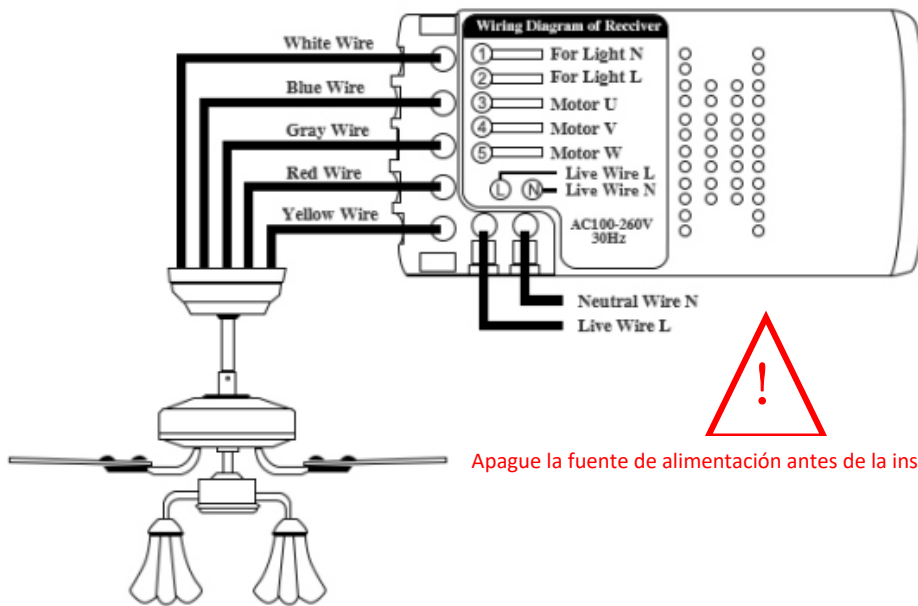 White Wire
Blue Wire
Gray Wire
Red Wire
Yellow Wire
Wiring Diagram of Receiver
1 For Light N
2 For Light L
3 Motor U
4 Motor V
5 Motor W
Live Wire L
L N Live Wire N
AC100-260V
30Hz
Neutral Wire N
Live Wire L
!
Apague la fuente de alimentación antes de la ins